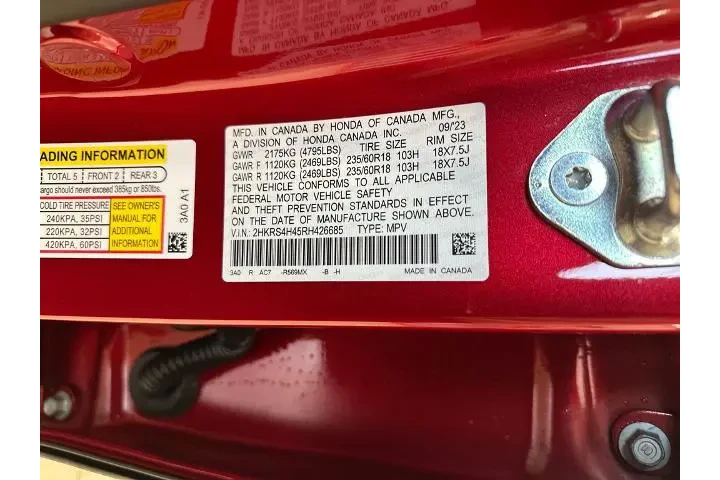 MFD. IN CANADA BY HONDA OF CANADA MFG.,
A DIVISION OF HONDA CANADA INC. 09/23
GVWR 2175KG (4795LBS) TIRE SIZE RIM SIZE
GAWR F 1120KG (2469LBS) 235/60R18 103H 18X7.5J
GAWR R 1120KG (2469LBS) 235/60R18 103H 18X7.5J
THIS VEHICLE CONFORMS TO ALL APPLICABLE
FEDERAL MOTOR VEHICLE SAFETY
AND THEFT PREVENTION STANDARDS IN EFFECT
ON THE DATE OF MANUFACTURE SHOWN ABOVE.
V.I.N: 2HKRS4H45RH426685 TYPE: MPV
3A0 R AC7 -R569MX -B -H MADE IN CANADA
ADING INFORMATION
TOTAL 5 FRONT 2 REAR 3
argo should never exceed 385kg or 850lbs.
COLD TIRE PRESSURE SEE OWNER'S
240KPA, 35PSI MANUAL FOR
220KPA, 32PSI ADDITIONAL
420KPA, 60PSI INFORMATION
3A0 A1